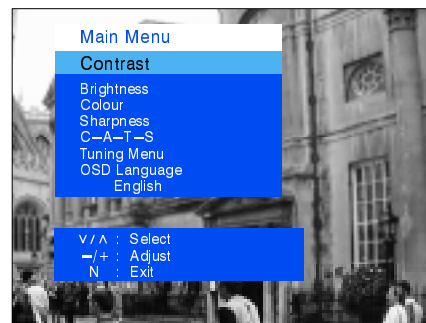 Main Menu
Contrast
Brightness
Colour
Sharpness
C–A–T–S
Tuning Menu
OSD Language
English
∨/∧ : Select
–/+ : Adjust
N : Exit